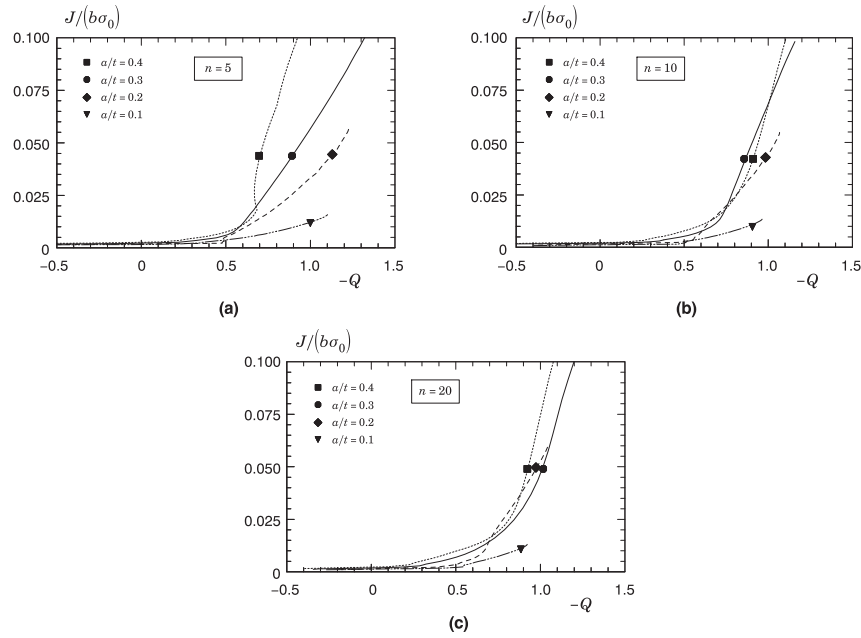 J/(bσ₀)
0.100
0.075
0.050
0.025
0
−0.5 0 0.5 1.0 1.5
−Q
a/t = 0.4
a/t = 0.3
a/t = 0.2
a/t = 0.1
n = 5
(a)
J/(bσ₀)
0.100
0.075
0.050
0.025
0
−0.5 0 0.5 1.0 1.5
−Q
a/t = 0.4
a/t = 0.3
a/t = 0.2
a/t = 0.1
n = 10
(b)
J/(bσ₀)
0.100
0.075
0.050
0.025
0.00
−0.5 0 0.5 1.0 1.5
−Q
a/t = 0.4
a/t = 0.3
a/t = 0.2
a/t = 0.1
n = 20
(c)